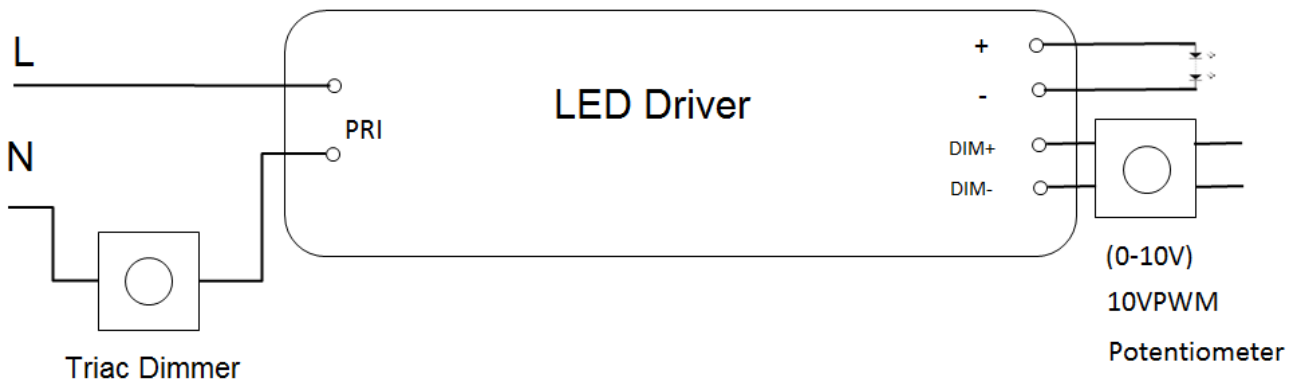 L
PRI
N
Triac Dimmer
LED Driver
+
-
DIM+
DIM-
(0-10V)
10VPWM
Potentiometer